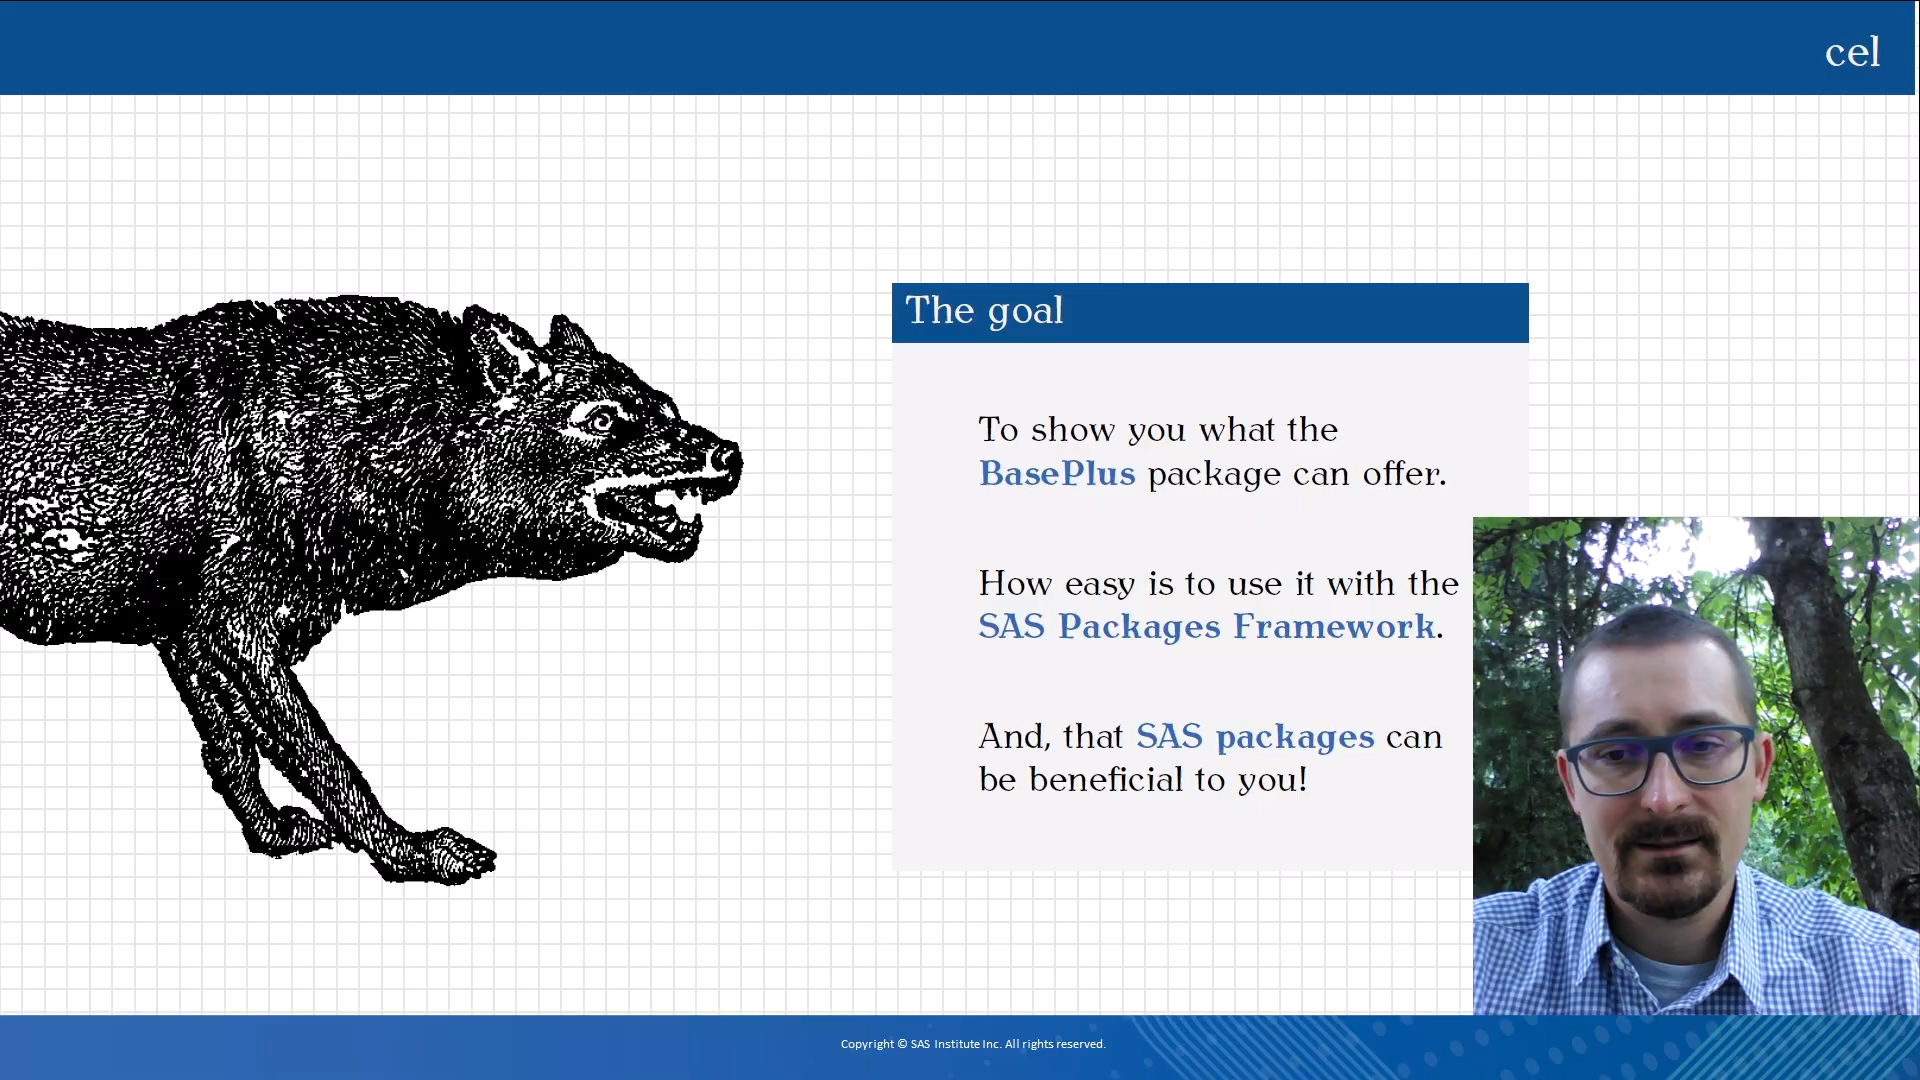 cel
The goal
To show you what the
BasePlus package can offer.
How easy is to use it with the
SAS Packages Framework.
And, that SAS packages can
be beneficial to you!
Copyright © SAS Institute Inc. All rights reserved.